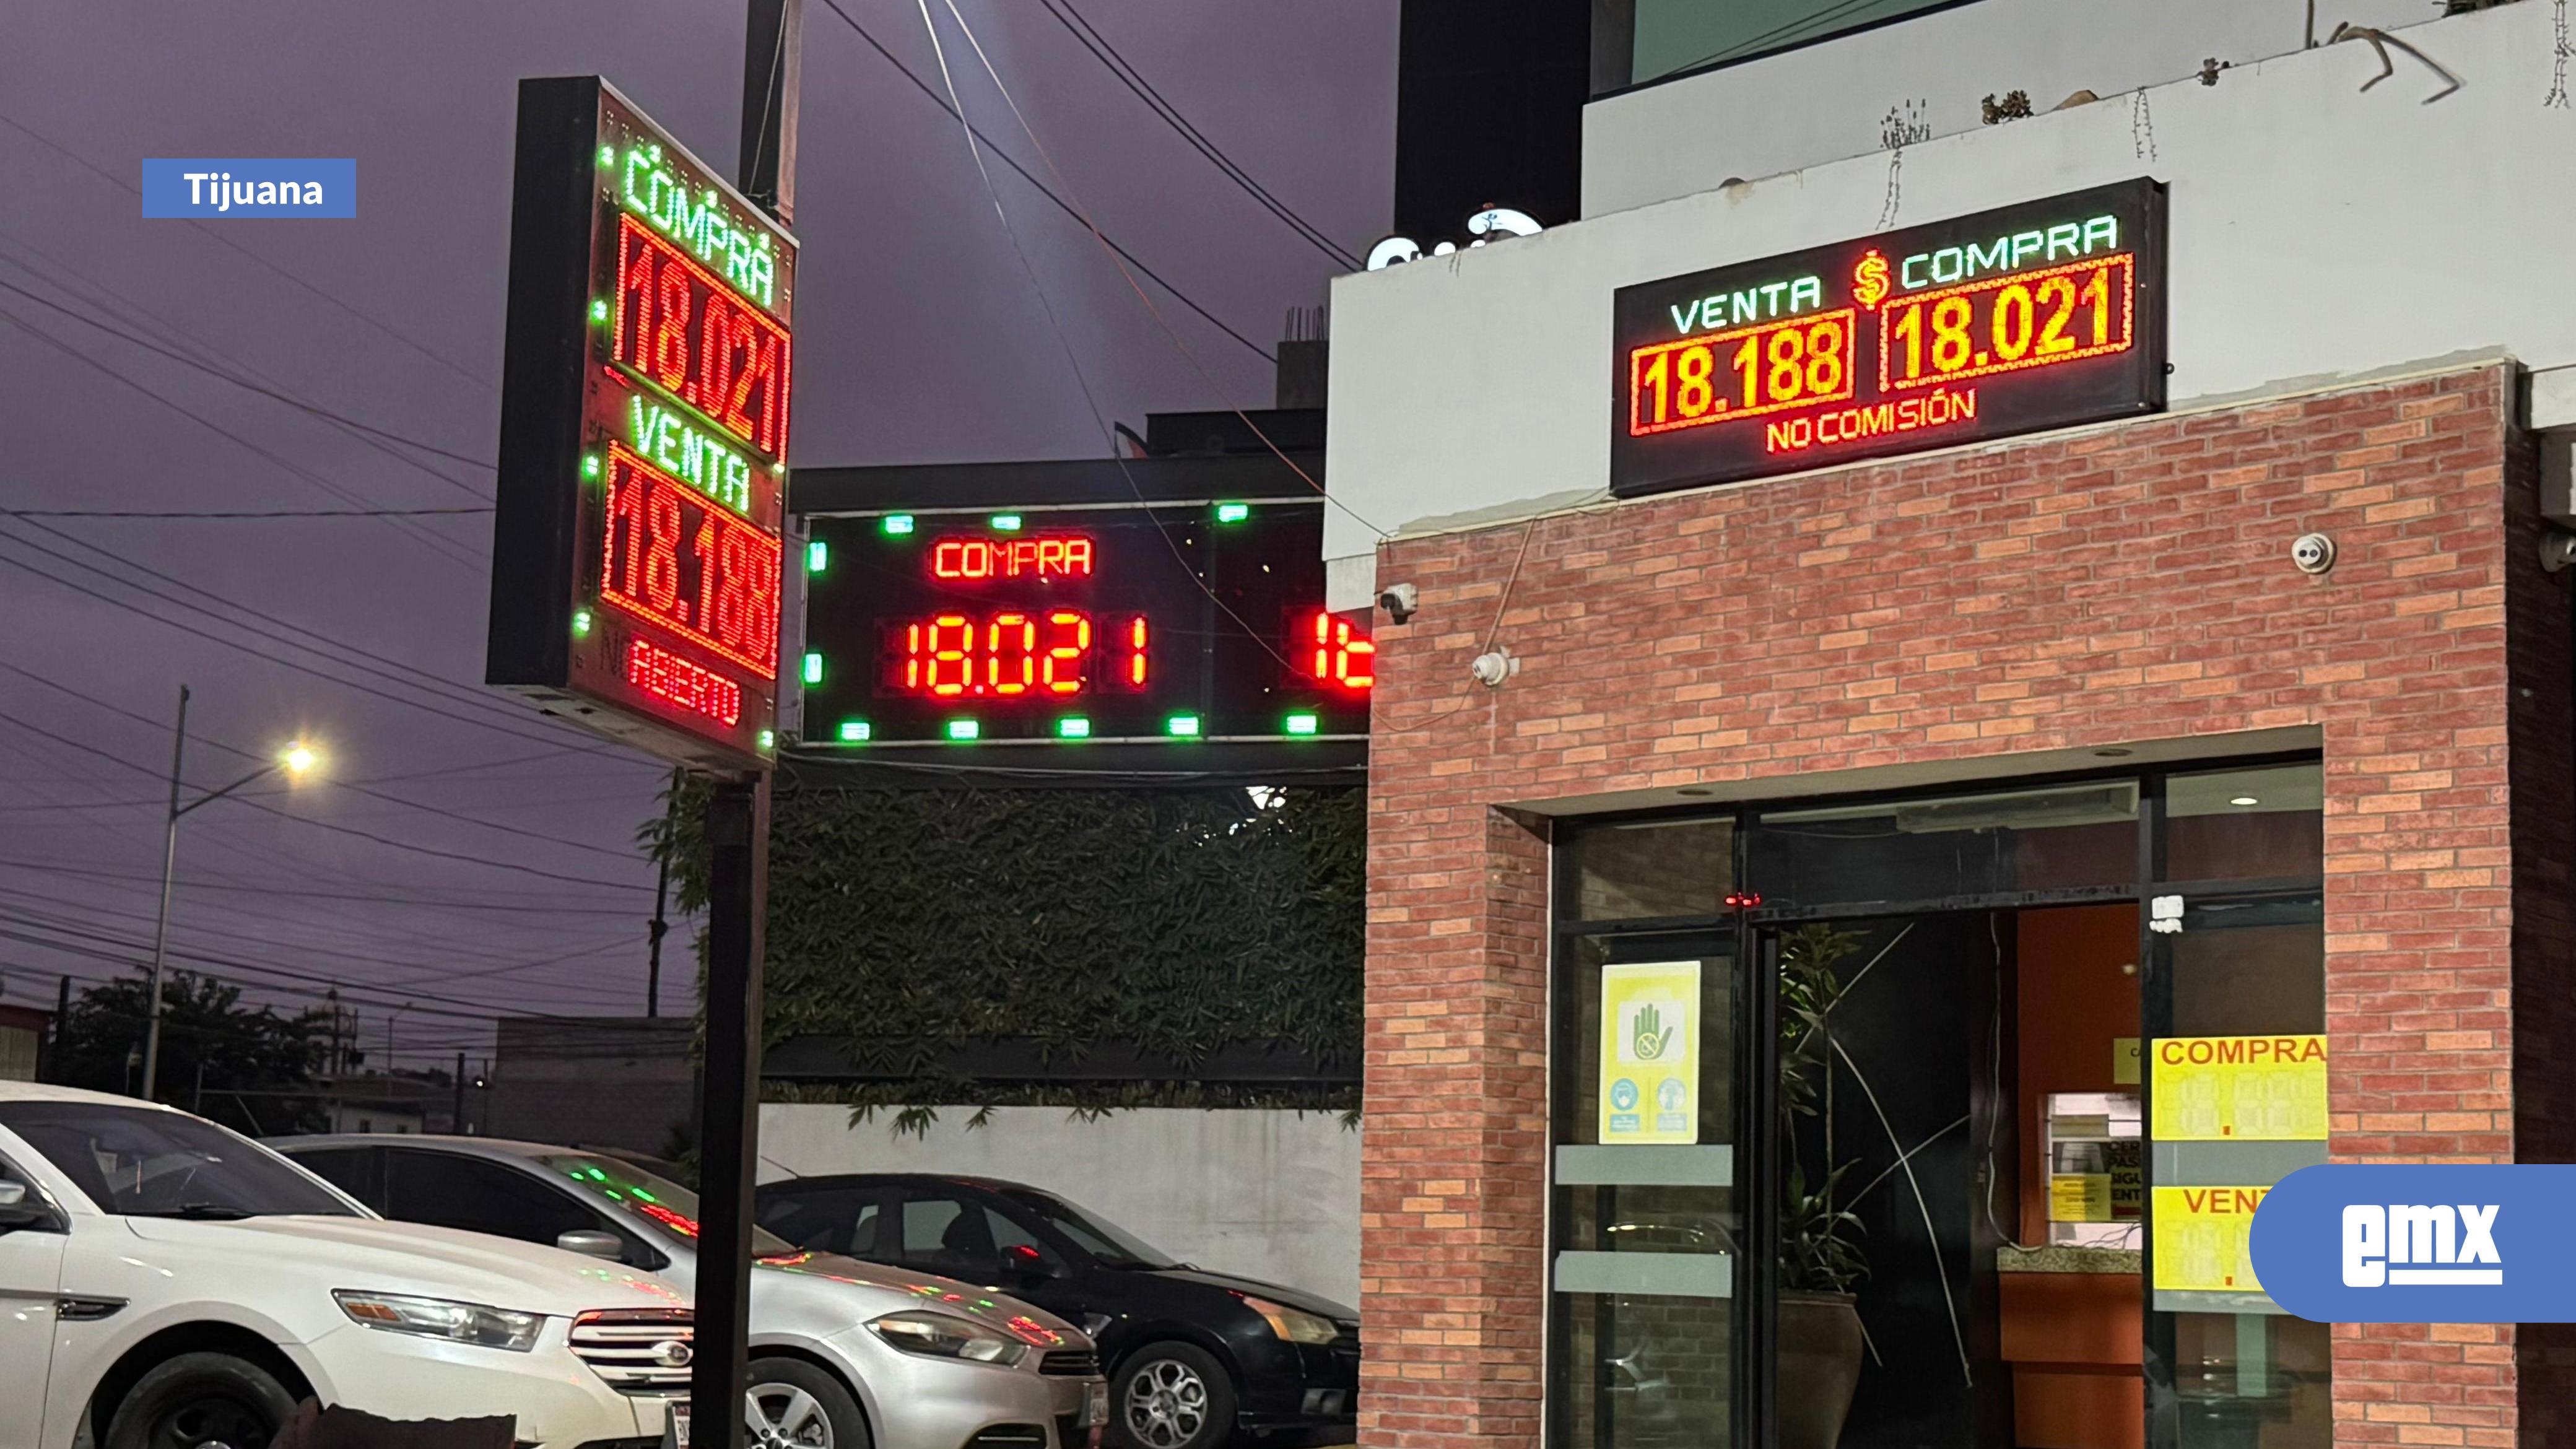 Tijuana
COMPRA
18.021
VENTA
18.188
ABIERTO
COMPRA
18.021
VENTA $ COMPRA
18.188 18.021
NO COMISIÓN
COMPRA
VENT
emx